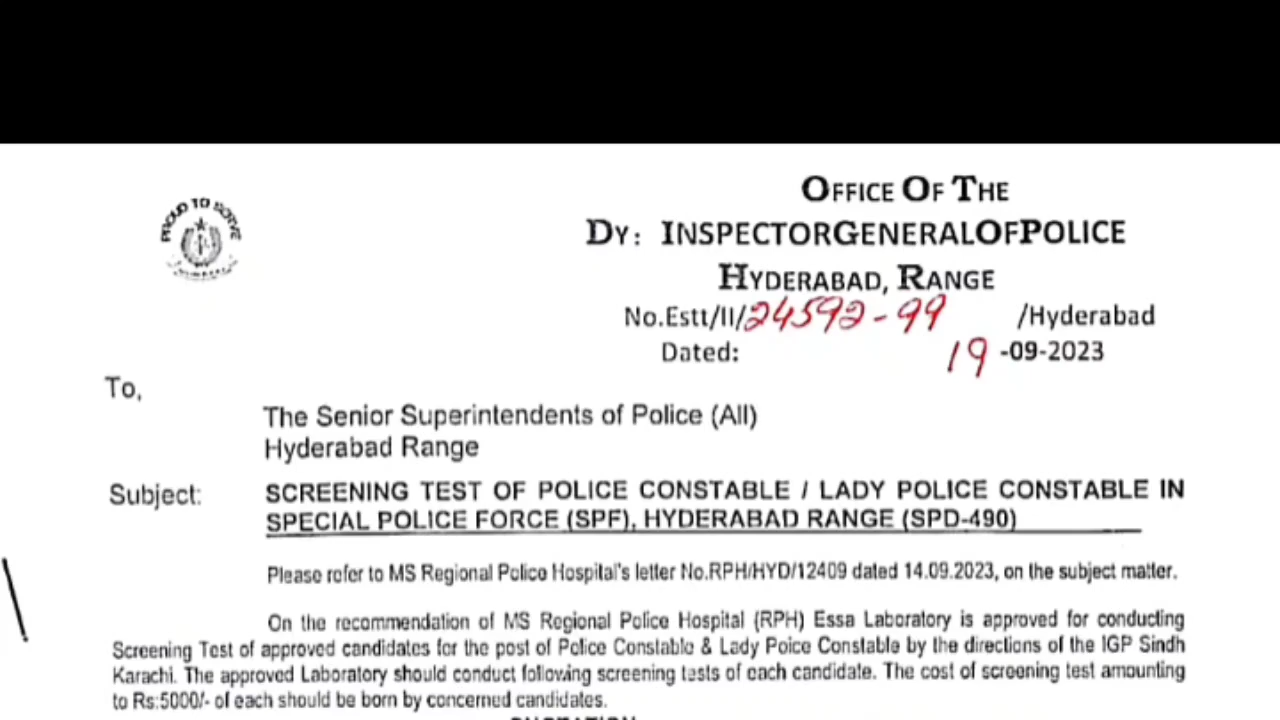 PROUD TO SERVE
OFFICE OF THE
DY: INSPECTORGENERALOFPOLICE
HYDERABAD, RANGE
No.Estt/II/24592-99 /Hyderabad
Dated: 19-09-2023
To,
The Senior Superintendents of Police (All)
Hyderabad Range
Subject: SCREENING TEST OF POLICE CONSTABLE / LADY POLICE CONSTABLE IN
SPECIAL POLICE FORCE (SPF), HYDERABAD RANGE (SPD-490)
Please refer to MS Regional Police Hospital's letter No.RPH/HYD/12409 dated 14.09.2023, on the subject matter.
On the recommendation of MS Regional Police Hospital (RPH) Essa Laboratory is approved for conducting
Screening Test of approved candidates for the post of Police Constable & Lady Poice Constable by the directions of the IGP Sindh
Karachi. The approved Laboratory should conduct following screening tests of each candidate. The cost of screening test amounting
to Rs:5000/- of each should be born by concerned candidates.